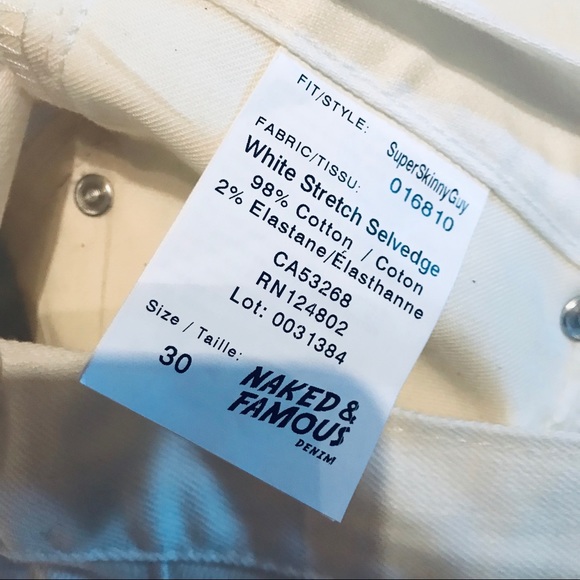 FIT/STYLE: SuperSkinnyGuy
016810
FABRIC/TISSU:
White Stretch Selvedge
98% Cotton / Coton
2% Elastane/Élasthanne
CA53268
RN124802
Lot: 0031384
Size / Taille:
30
NAKED &
FAMOUS
DENIM